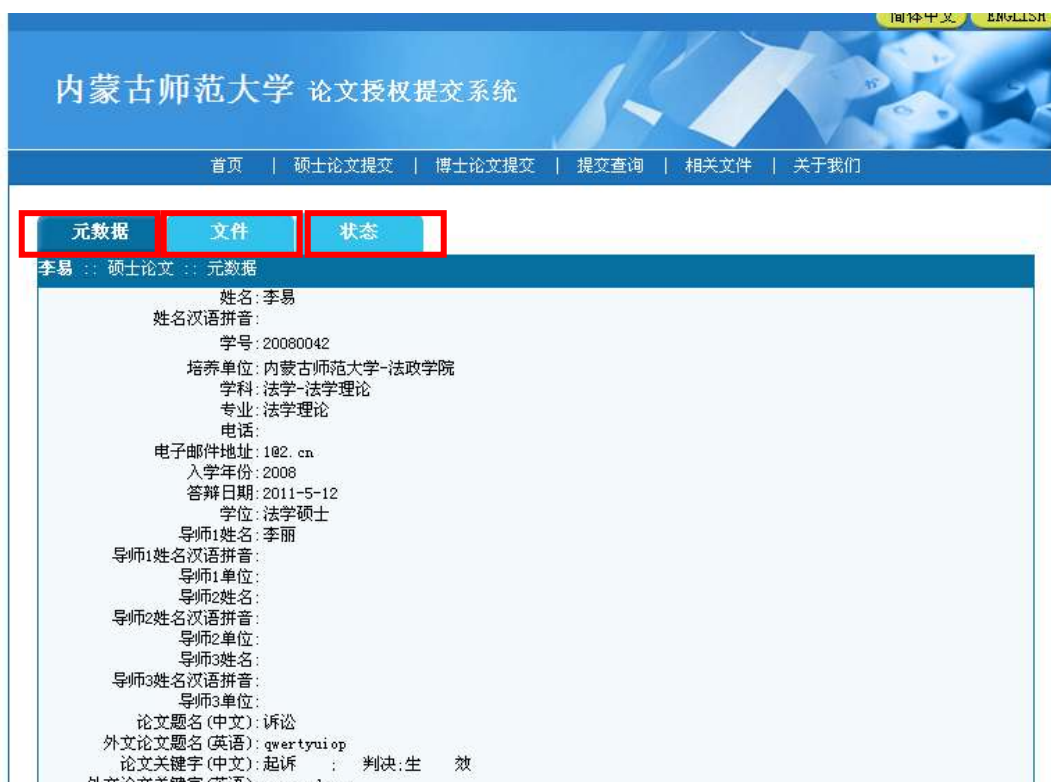 简体中文 ENGLISH
内蒙古师范大学 论文授权提交系统
首页 | 硕士论文提交 | 博士论文提交 | 提交查询 | 相关文件 | 关于我们
元数据 文件 状态
李易 :: 硕士论文 :: 元数据
姓名:李易
姓名汉语拼音:
学号:20080042
培养单位:内蒙古师范大学-法政学院
学科:法学-法学理论
专业:法学理论
电话:
电子邮件地址:1@2.cn
入学年份:2008
答辩日期:2011-5-12
学位:法学硕士
导师1姓名:李丽
导师1姓名汉语拼音:
导师1单位:
导师2姓名:
导师2姓名汉语拼音:
导师2单位:
导师3姓名:
导师3姓名汉语拼音:
导师3单位:
论文题名(中文):诉讼
外文论文题名(英语):qwertyuiop
论文关键字(中文):起诉 ; 判决;生 效
外文论文关键字(英语):